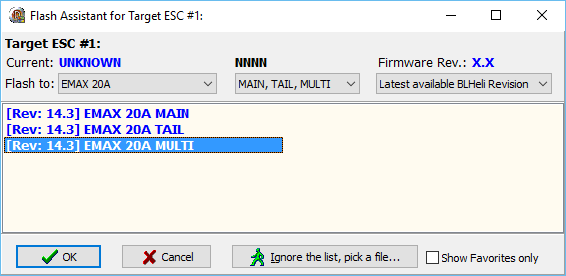 Flash Assistant for Target ESC #1:
Target ESC #1:
Current: UNKNOWN NNNN Firmware Rev.: X.X
Flash to: EMAX 20A MAIN, TAIL, MULTI Latest available BLHeli Revision
[Rev: 14.3] EMAX 20A MAIN
[Rev: 14.3] EMAX 20A TAIL
[Rev: 14.3] EMAX 20A MULTI
OK Cancel Ignore the list, pick a file... Show Favorites only